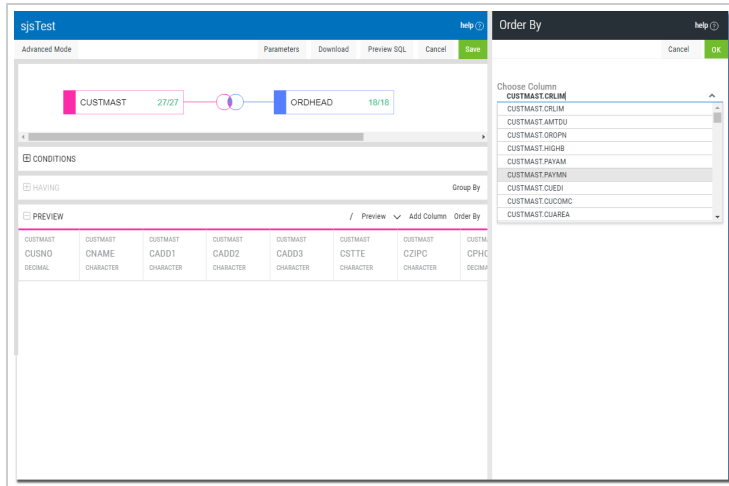 sjsTest
help
Order By
help
Advanced Mode
Parameters
Download
Preview SQL
Cancel
Save
Cancel
OK
CUSTMAST
27/27
ORDHEAD
18/18
Choose Column
CUSTMAST.CRLIM
CUSTMAST.CRLIM
CUSTMAST.AMTDU
CUSTMAST.OROPN
CUSTMAST.HIGHB
CUSTMAST.PAYAM
CUSTMAST.PAYMN
CUSTMAST.CUEDI
CUSTMAST.CUCOMC
CUSTMAST.CUAREA
CONDITIONS
HAVING
Group By
PREVIEW
/ Preview
Add Column
Order By
CUSTMAST CUSTMAST CUSTMAST CUSTMAST CUSTMAST CUSTMAST CUSTMAST CUSTM
CUSNO CNAME CADD1 CADD2 CADD3 CSTTE CZIPC CPHO
DECIMAL CHARACTER CHARACTER CHARACTER CHARACTER CHARACTER CHARACTER DECIMA